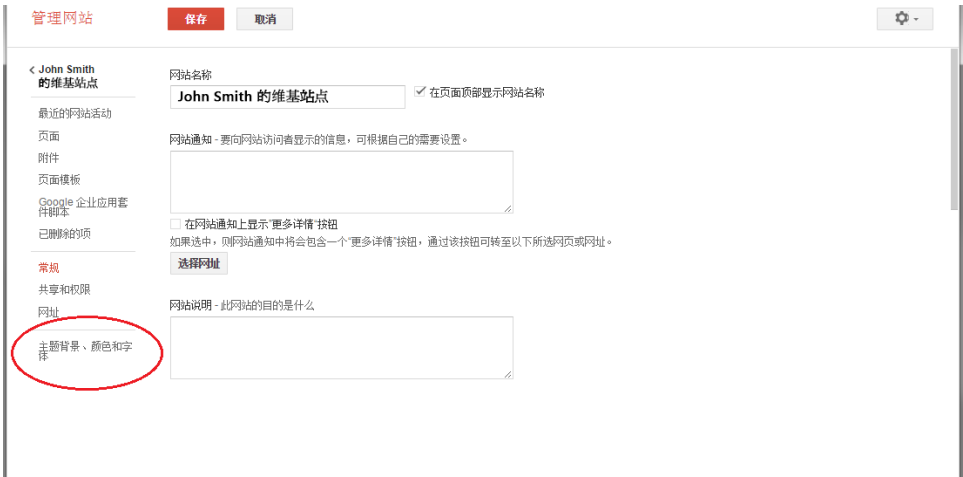 管理网站
保存
取消
John Smith
的维基站点
最近的网站活动
页面
附件
页面模板
Google 企业应用套
件脚本
已删除的项
常规
共享和权限
网址
主题背景、颜色和字
体
网站名称
John Smith 的维基站点
在页面顶部显示网站名称
网站通知 - 要向网站访问者显示的信息，可根据自己的需要设置。
在网站通知上显示"更多详情"按钮
如果选中，则网站通知中将会包含一个"更多详情"按钮，通过该按钮可转至以下所选网页或网址。
选择网址
网站说明 - 此网站的目的是什么